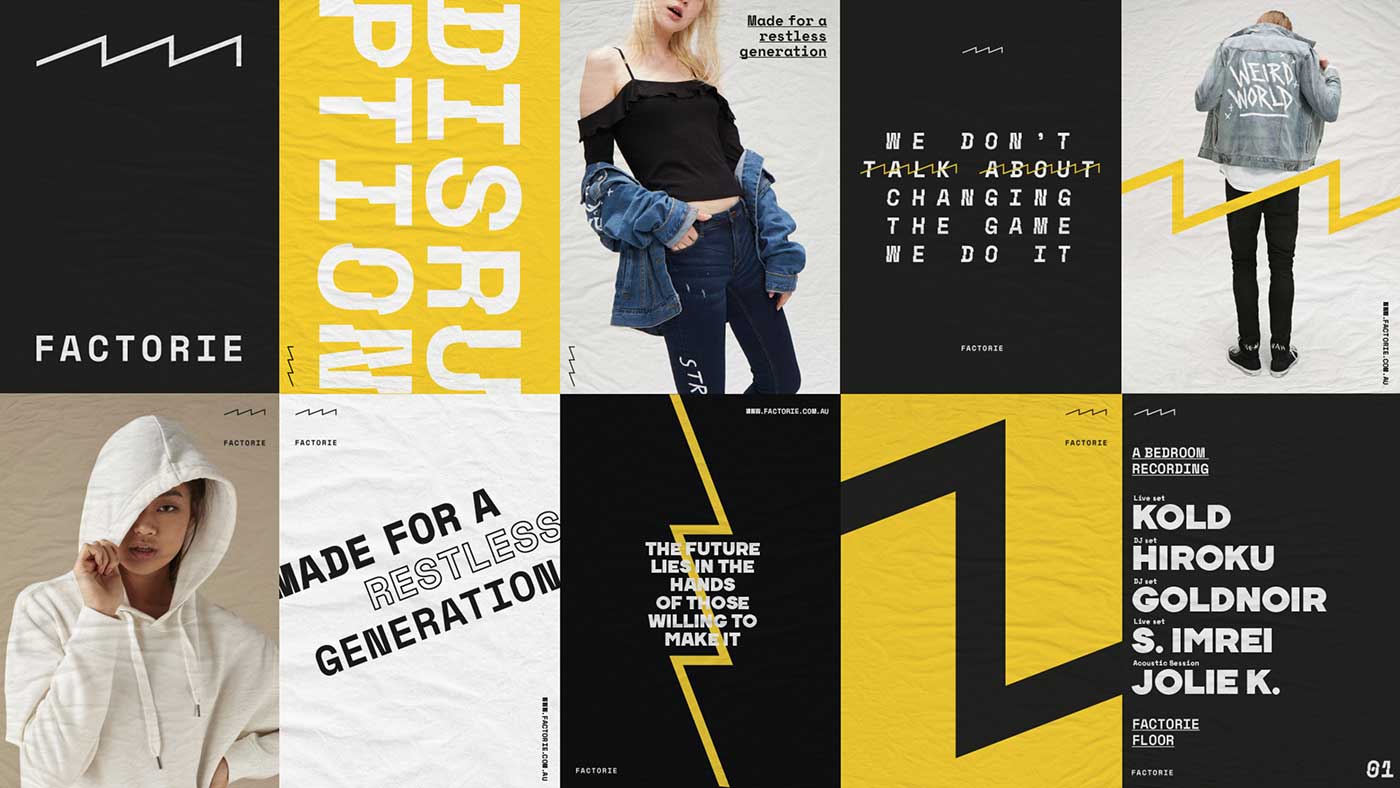 FACTORIE
DISRU
PTION
Made for a
restless
generation
STR
WE DON'T
TALK ABOUT
CHANGING
THE GAME
WE DO IT
FACTORIE
WEIRD
WORLD
WWW.FACTORIE.COM.AU
FACTORIE
FACTORIE
MADE FOR A
RESTLESS
GENERATION
WWW.FACTORIE.COM.AU
WWW.FACTORIE.COM.AU
THE FUTURE
LIES IN THE
HANDS
OF THOSE
WILLING TO
MAKE IT
FACTORIE
FACTORIE
A BEDROOM
RECORDING
Live set
KOLD
DJ set
HIROKU
DJ set
GOLDNOIR
Live set
S. IMREI
Acoustic Session
JOLIE K.
FACTORIE
FLOOR
FACTORIE
01